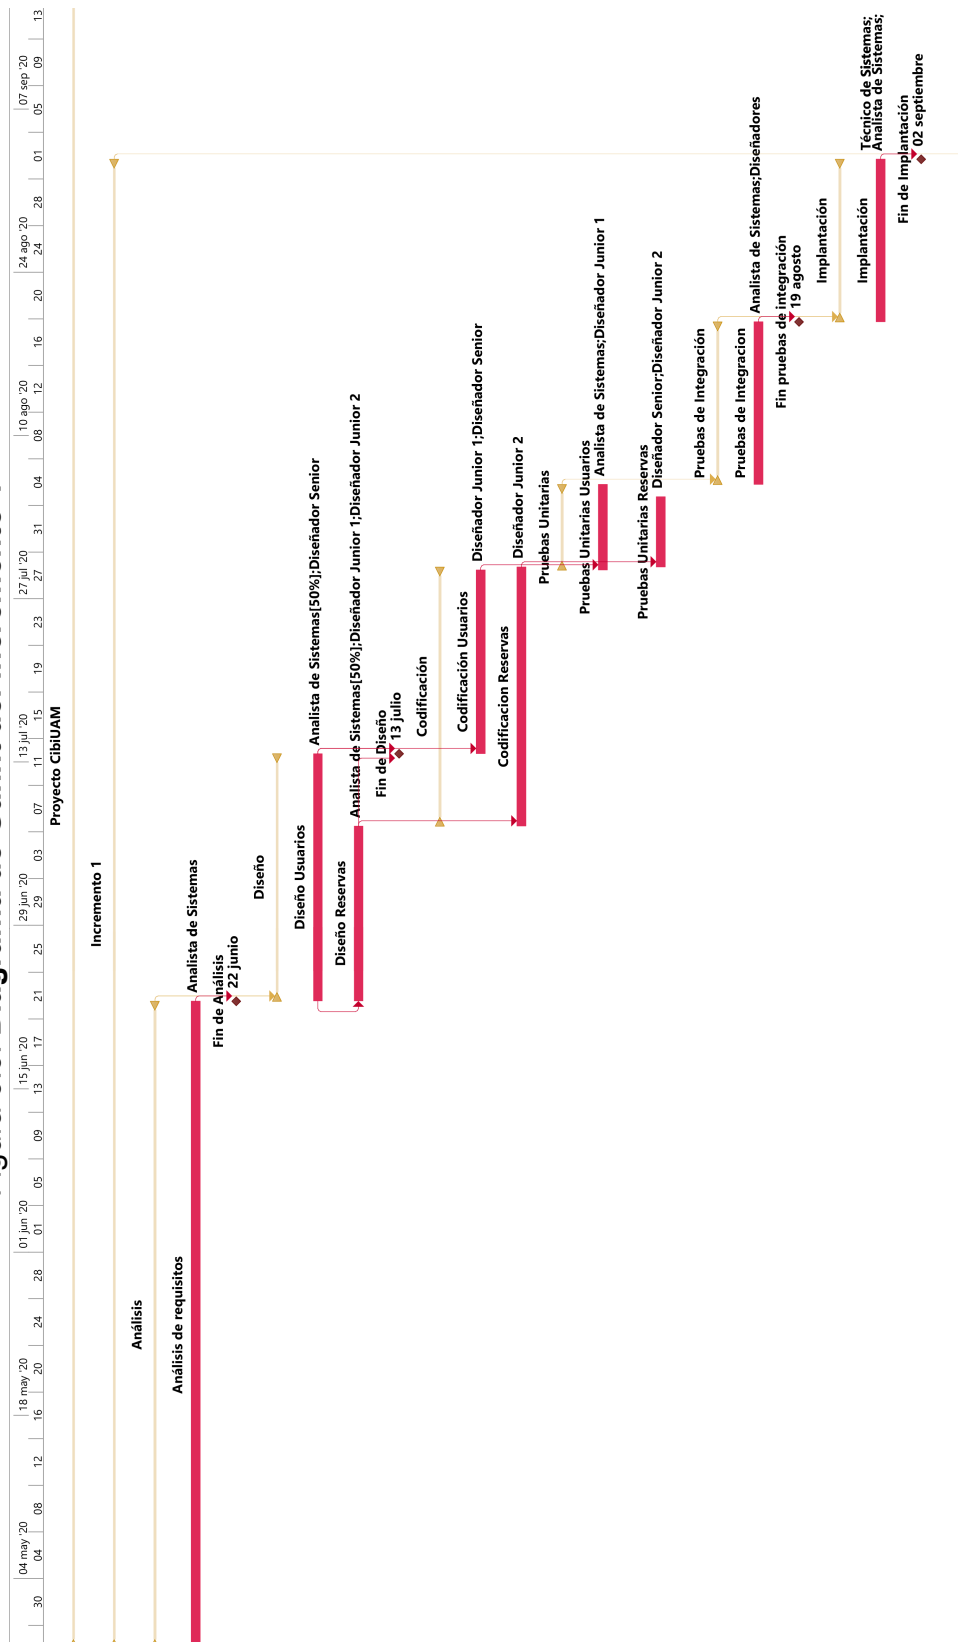 04 may '20
18 may '20
01 jun '20
15 jun '20
29 jun '20
13 jul '20
27 jul '20
10 ago '20
24 ago '20
07 sep '20
30
04
08
12
16
20
24
28
01
05
09
13
17
21
25
29
03
07
11
15
19
23
27
31
04
08
12
16
20
24
28
01
05
09
13
Proyecto CibiUAM
Incremento 1
Análisis
Análisis de requisitos
Analista de Sistemas
Fin de Análisis
22 junio
Diseño
Diseño Usuarios
Analista de Sistemas[50%];Diseñador Senior
Diseño Reservas
Analista de Sistemas[50%];Diseñador Junior 1;Diseñador Junior 2
Fin de Diseño
13 julio
Codificación
Codificación Usuarios
Diseñador Junior 1;Diseñador Senior
Codificacion Reservas
Diseñador Junior 2
Pruebas Unitarias
Pruebas Unitarias Usuarios
Analista de Sistemas;Diseñador Junior 1
Pruebas Unitarias Reservas
Diseñador Senior;Diseñador Junior 2
Pruebas de Integración
Pruebas de Integracion
Analista de Sistemas;Diseñadores
Fin pruebas de integración
19 agosto
Implantación
Implantación
Técnico de Sistemas;
Analista de Sistemas;
Fin de Implantación
02 septiembre